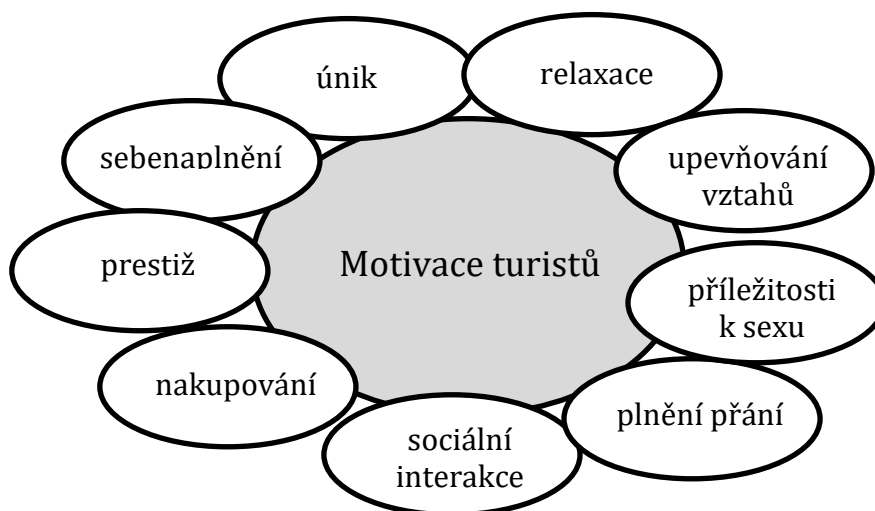 únik
relaxace
sebenaplnění
upevňování
vztahů
prestiž
Motivace turistů
příležitosti
k sexu
nakupování
plnění přání
sociální
interakce